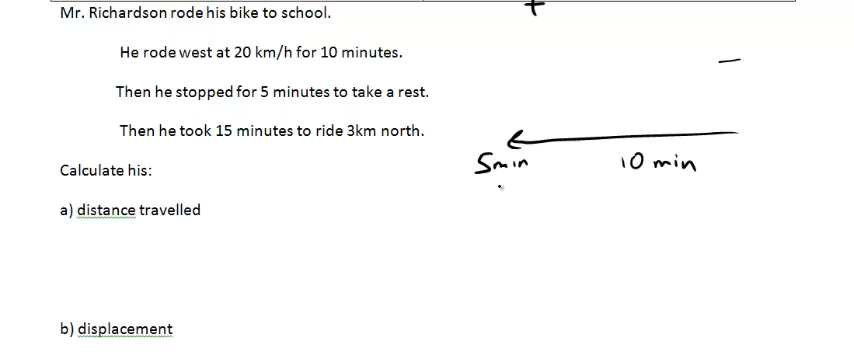 Mr. Richardson rode his bike to school.
+
He rode west at 20 km/h for 10 minutes.
–
Then he stopped for 5 minutes to take a rest.
Then he took 15 minutes to ride 3km north.
5min 10 min
Calculate his:
a) distance travelled
b) displacement